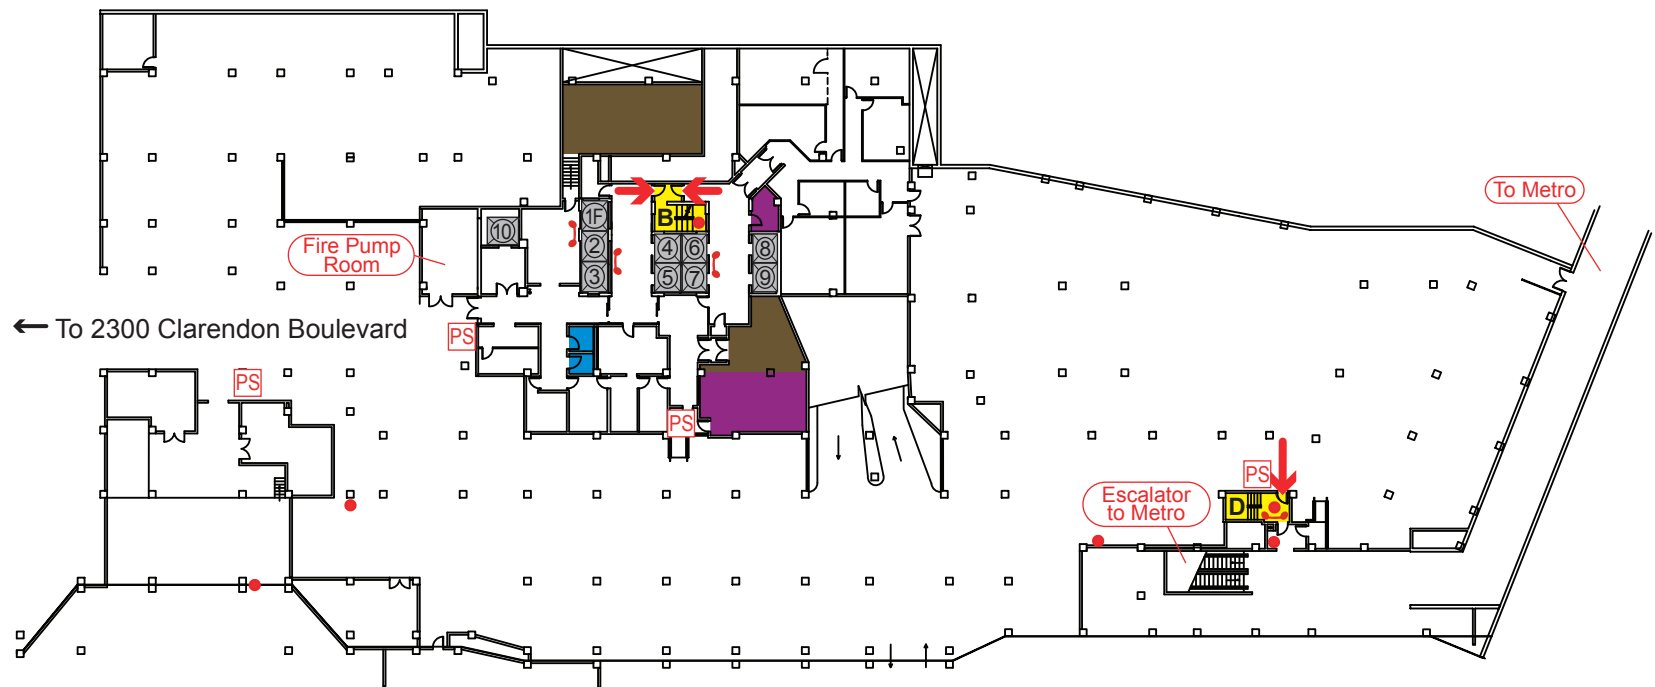 To Metro
B
1F
10
Fire Pump
Room
2
4
6
8
3
5
7
9
← To 2300 Clarendon Boulevard
PS
PS
PS
PS
Escalator
to Metro
D